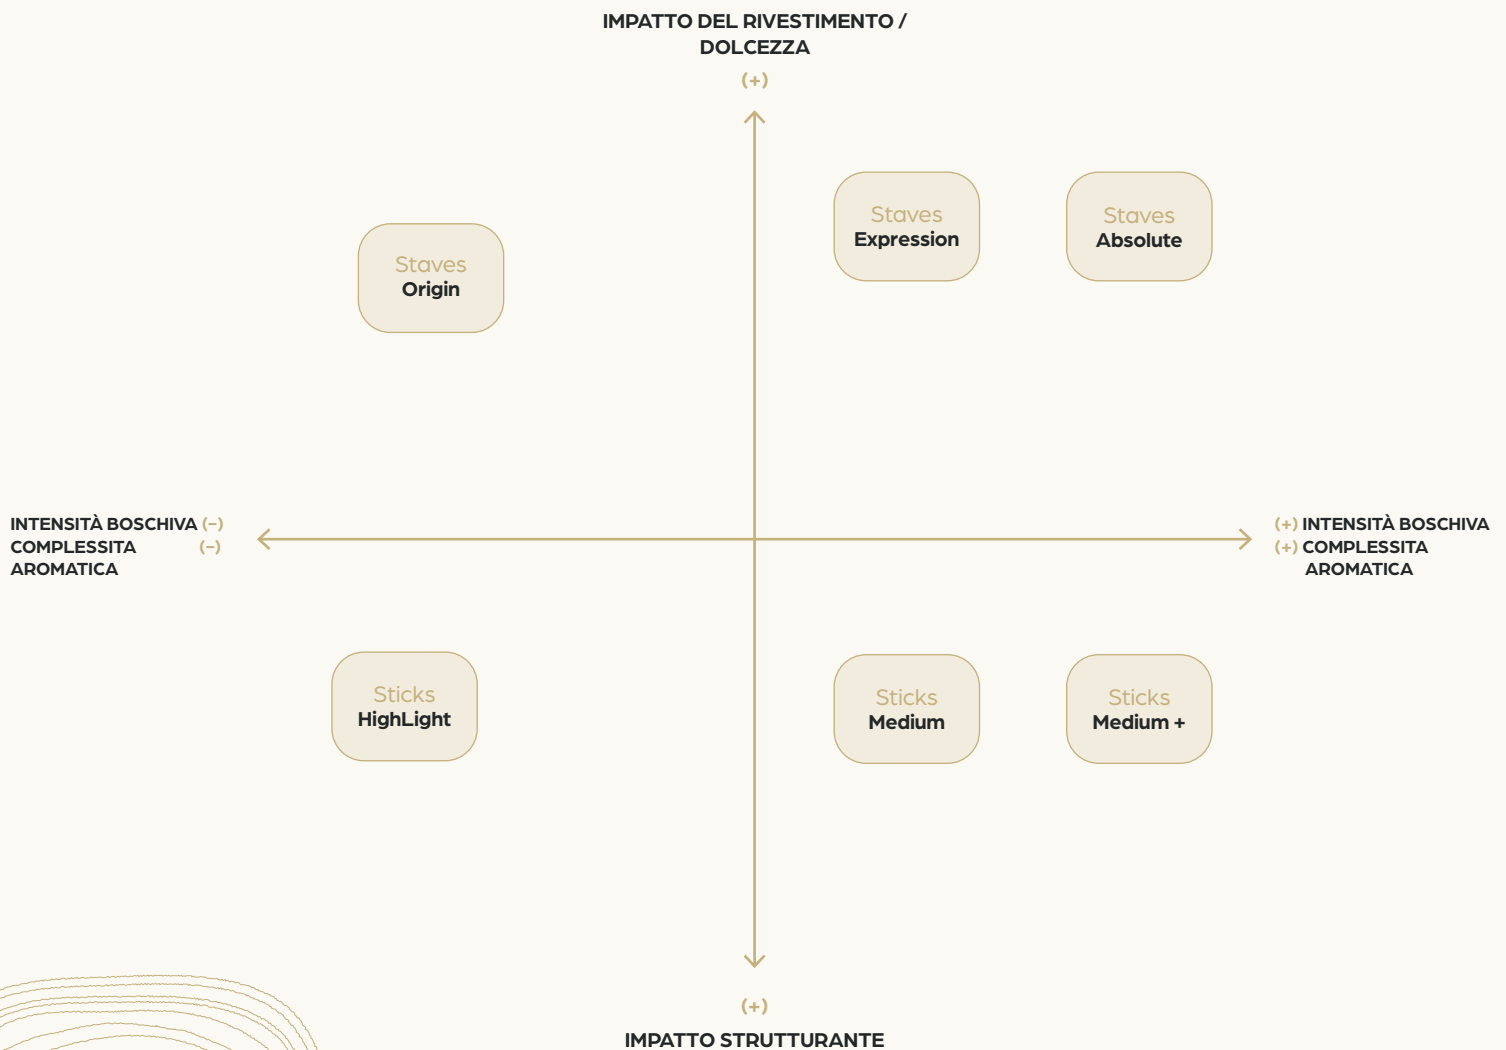 IMPATTO DEL RIVESTIMENTO /
DOLCEZZA
(+)
Staves
Expression
Staves
Absolute
Staves
Origin
INTENSITÀ BOSCHIVA (-)
COMPLESSITA (-)
AROMATICA
(+) INTENSITÀ BOSCHIVA
(+) COMPLESSITA
AROMATICA
Sticks
HighLight
Sticks
Medium
Sticks
Medium +
(+)
IMPATTO STRUTTURANTE